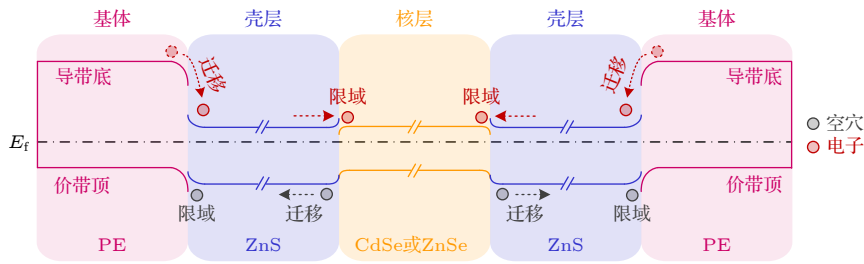 基体 壳层 核层 壳层 基体
迁移 迁移
导带底 导带底
限域 限域
空穴
电子
E_f
价带顶 价带顶
限域 迁移 迁移 限域
PE ZnS CdSe或ZnSe ZnS PE